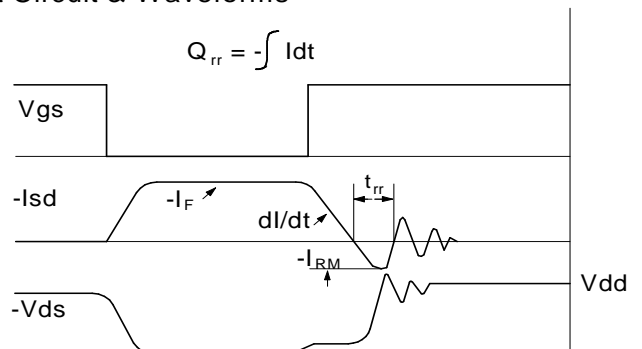 Circuit & Waveforms
Q rr = -∫ Idt
Vgs
-Isd
-I F
dI/dt
t rr
-I RM
Vdd
-Vds